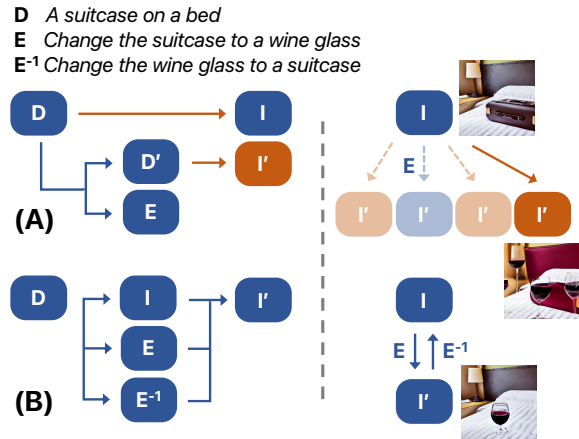 D A suitcase on a bed
E Change the suitcase to a wine glass
E-1 Change the wine glass to a suitcase
D I
D′ I′
E
(A)
I
E
I′ I′ I′ I′
D I I′
E
E-1
(B)
I
E E-1
I′